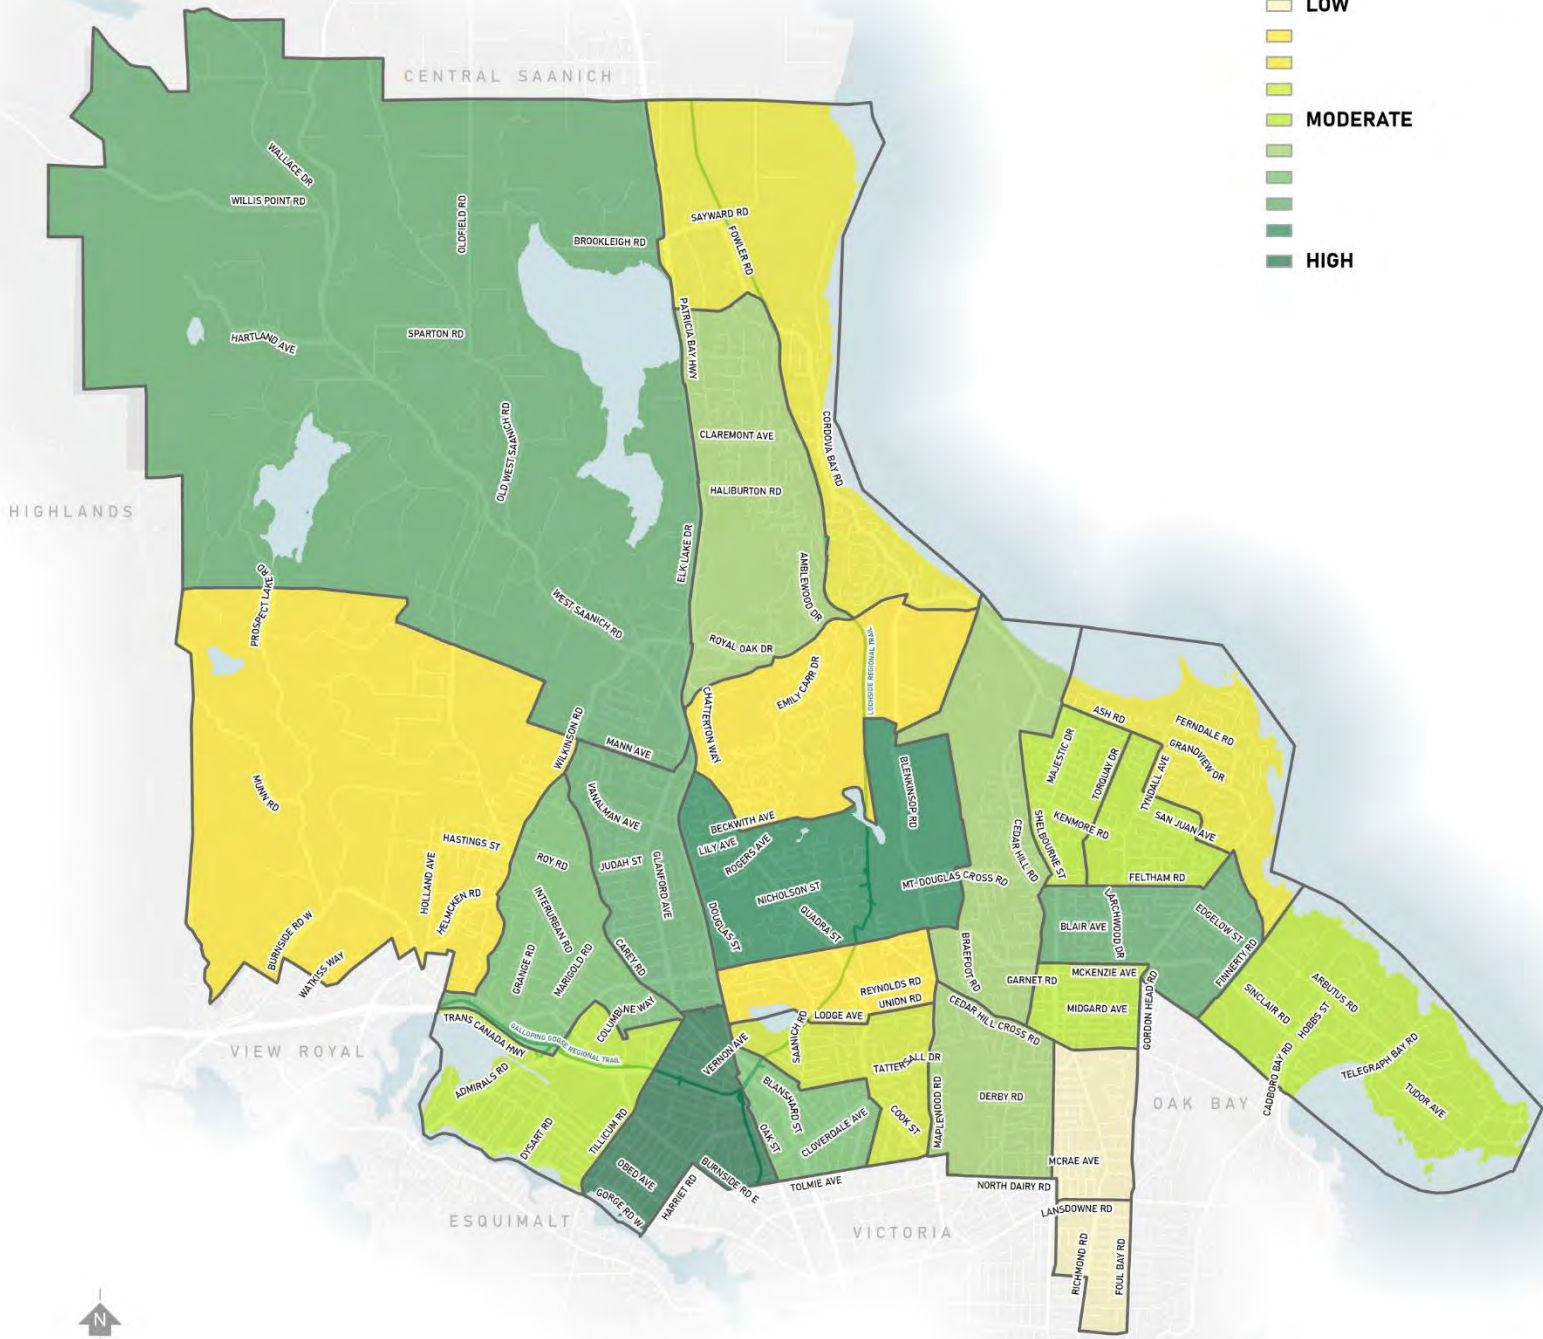 LOW
MODERATE
HIGH
CENTRAL SAANICH
WALLACE DR
WILLIS POINT RD
OLDFIELD RD
BROOKLEIGH RD
SAYWARD RD
FOWLER RD
PATRICIA BAY HWY
HARTLAND AVE
SPARTON RD
OLD WEST SAANICH RD
CLAREMONT AVE
CORDOVA BAY RD
HALIBURTON RD
HIGHLANDS
ELK LAKE DR
AMBLEWOOD DR
PROSPECT LAKE RD
WEST SAANICH RD
ROYAL OAK DR
LOCHSIDE REGIONAL TRAIL
EMILY CARR DR
CHATTERTON WAY
WILKINSON RD
MANN AVE
ASH RD
FERNDALE RD
GRANDVIEW DR
MAJESTIC DR
TORQUAY DR
TYNDALL AVE
MUNN RD
VANALMAN AVE
BLENKINSOP RD
BECKWITH AVE
LILY AVE
ROGERS AVE
KENMORE RD
SAN JUAN AVE
SHELBOURNE ST
CEDAR HILL RD
HASTINGS ST
ROY RD
JUDAH ST
GLANFORD AVE
HOLLAND AVE
HELMCKEN RD
INTERURBAN RD
NICHOLSON ST
MT-DOUGLAS CROSS RD
FELTHAM RD
DOUGLAS ST
QUADRA ST
BLAIR AVE
LARCHWOOD DR
EDGELOW ST
FINNERTY RD
BURNSIDE RD W
WATKISS WAY
GRANGE RD
MARIGOLD RD
CAREY RD
BRAEFOOT RD
REYNOLDS RD
UNION RD
GARNET RD
MCKENZIE AVE
MIDGARD AVE
GORDON HEAD RD
SINCLAIR RD
HOBBS ST
ARBUTUS RD
COLUMBINE WAY
LODGE AVE
SAANICH RD
CEDAR HILL CROSS RD
TRANS CANADA HWY
GALLOPING GOOSE REGIONAL TRAIL
VIEW ROYAL
VERNON AVE
TATTERSALL DR
TELEGRAPH BAY RD
CADBORO BAY RD
TUDOR AVE
ADMIRALS RD
BLANSHARD ST
DERBY RD
OAK BAY
MAPLEWOOD RD
COOK ST
CLOVERDALE AVE
OAK ST
DYSART RD
TILLICUM RD
MCRAE AVE
OBED AVE
BURNSIDE RD E
HARRIET RD
TOLMIE AVE
NORTH DAIRY RD
GORGE RD W
LANSDOWNE RD
ESQUIMALT
VICTORIA
RICHMOND RD
FOUL BAY RD
N